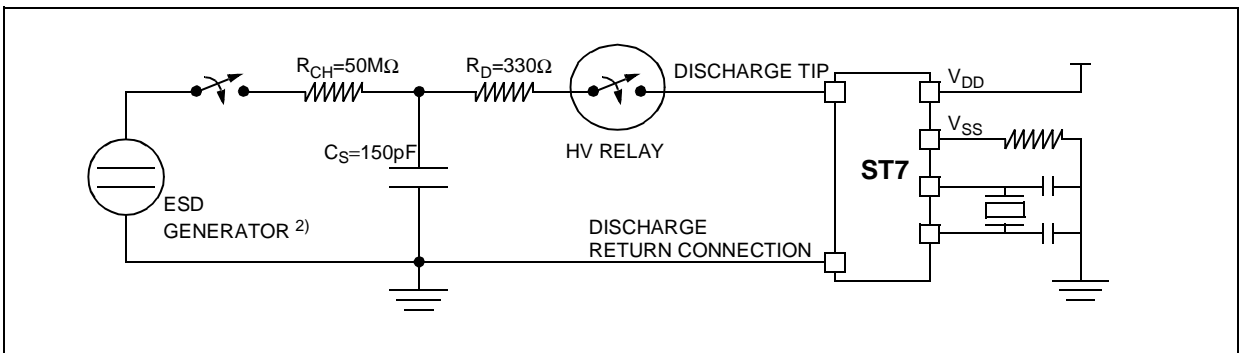 R_CH=50MΩ
R_D=330Ω
DISCHARGE TIP
V_DD
V_SS
C_S=150pF
HV RELAY
ST7
ESD
GENERATOR 2)
DISCHARGE
RETURN CONNECTION